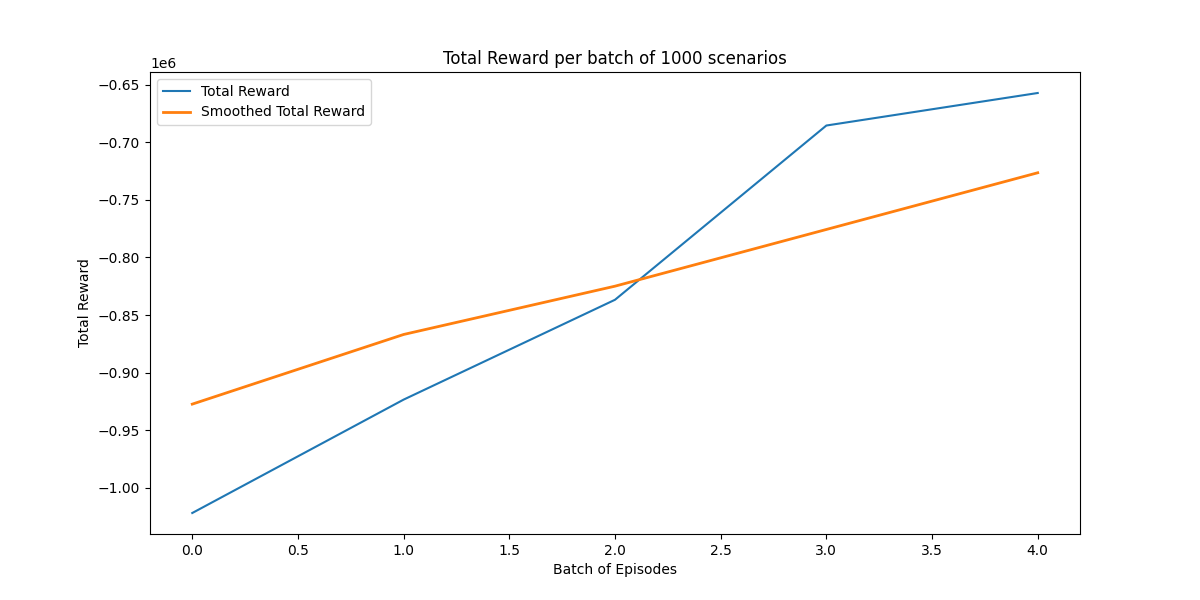 Total Reward per batch of 1000 scenarios
1e6
Total Reward
Smoothed Total Reward
−0.65
−0.70
−0.75
−0.80
−0.85
−0.90
−0.95
−1.00
Total Reward
0.0 0.5 1.0 1.5 2.0 2.5 3.0 3.5 4.0
Batch of Episodes